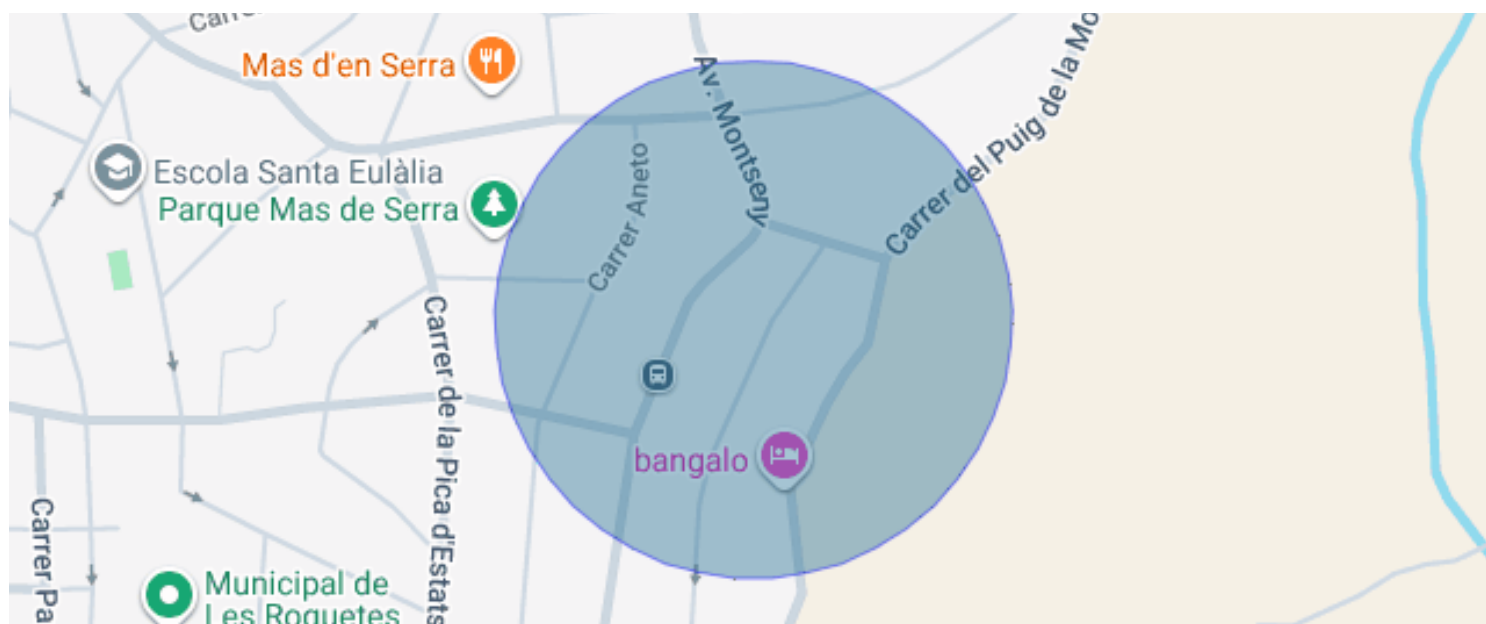 Carre
Mas d'en Serra
Av. Montseny
Carrer del Puig de la Mo
Escola Santa Eulàlia
Parque Mas de Serra
Carrer Aneto
Carrer de la Pica d'Estats
bangalo
Carrer Pa
Municipal de
Les Roquetes